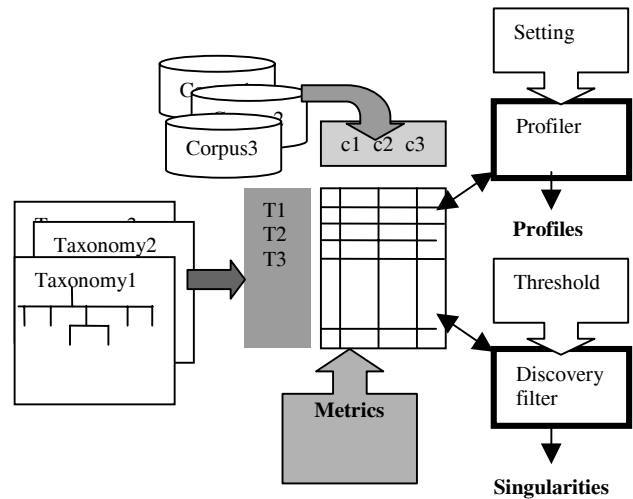 Setting
Corpus3
c1 c2 c3
Profiler
T1
T2
T3
Profiles
Taxonomy2
Taxonomy1
Threshold
Metrics
Discovery
filter
Singularities